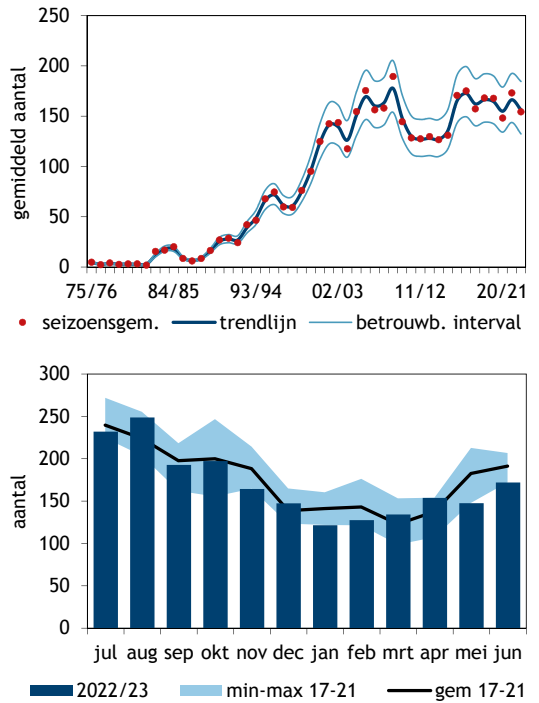 250
200
150
100
50
0
gemiddeld aantal
75/76 84/85 93/94 02/03 11/12 20/21
seizoensgem. trendlijn betrouwb. interval
300
250
200
150
100
50
0
aantal
jul aug sep okt nov dec jan feb mrt apr mei jun
2022/23 min-max 17-21 gem 17-21